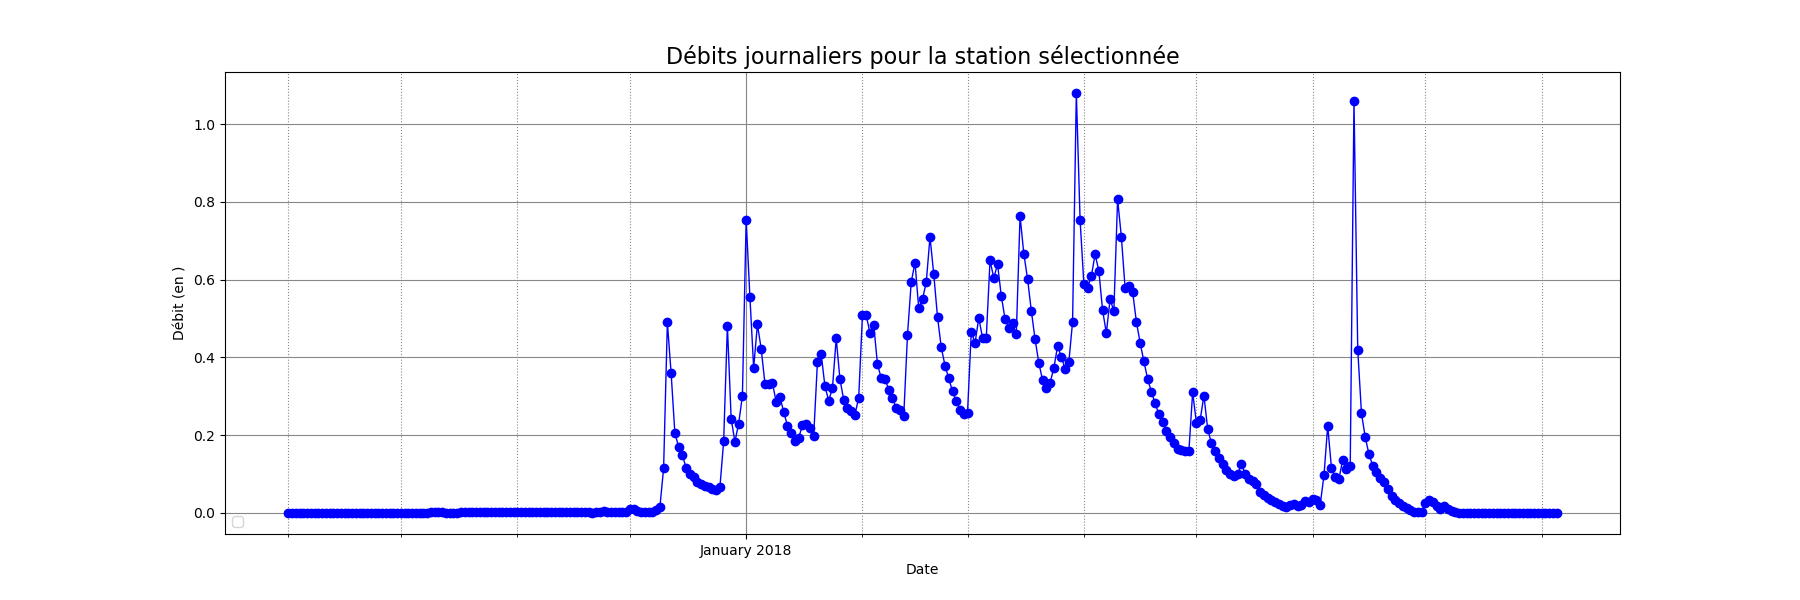 Débits journaliers pour la station sélectionnée
1.0
0.8
0.6
0.4
0.2
0.0
Débit (en )
January 2018
Date